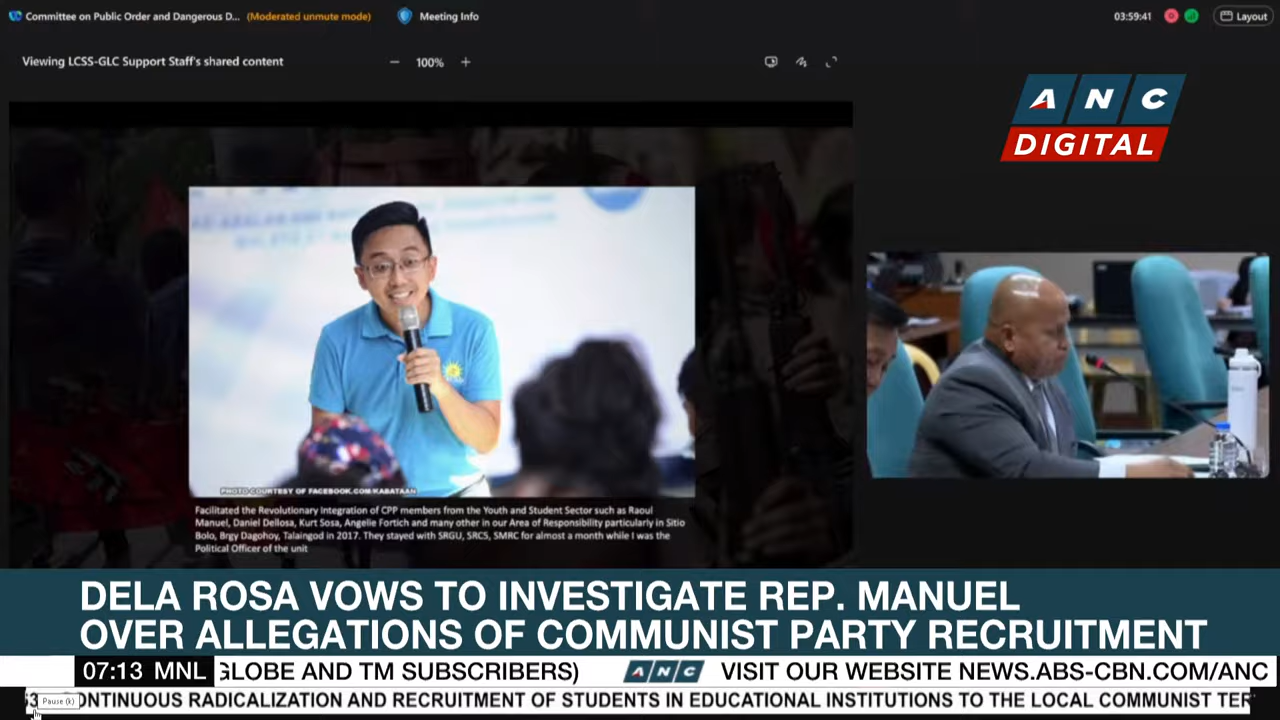 Committee on Public Order and Dangerous D... (Moderated unmute mode) Meeting Info 03:59:41 Layout
Viewing LCSS-GLC Support Staff's shared content − 100% +
ANC
DIGITAL
PHOTO COURTESY OF FACEBOOK.COM/KABATAAN
Facilitated the Revolutionary Integration of CPP members from the Youth and Student Sector such as Raoul
Manuel, Daniel Dellosa, Kurt Sosa, Angelie Fortich and many other in our Area of Responsibility particularly in Sitio
Bolo, Brgy Dagohoy, Talaingod in 2017. They stayed with SRGU, SRCS, SMRC for almost a month while I was the
Political Officer of the unit
DELA ROSA VOWS TO INVESTIGATE REP. MANUEL
OVER ALLEGATIONS OF COMMUNIST PARTY RECRUITMENT
07:13 MNL GLOBE AND TM SUBSCRIBERS) ANC VISIT OUR WEBSITE NEWS.ABS-CBN.COM/ANC
Pause (k) ONTINUOUS RADICALIZATION AND RECRUITMENT OF STUDENTS IN EDUCATIONAL INSTITUTIONS TO THE LOCAL COMMUNIST TER